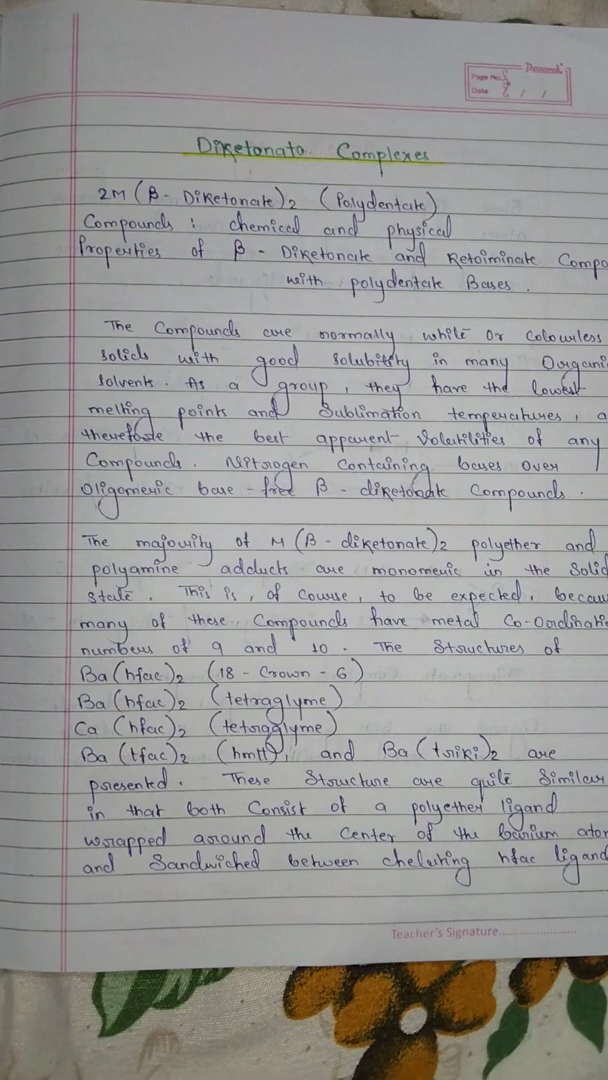 Page No.
Date / /
Diketonato Complexes
2M (β - Diketonate)2 (Polydentate)
Compounds : chemical and physical
Properties of β - Diketonate and Ketoiminate Compo
with polydentate Bases .
The Compounds are normally while or colourless
solids with good solubility in many Organi
solvents. As a group, they have the lowest
melting points and Sublimation temperatures, a
therefore the best apparent Volatilities of any
Compounds. Nitrogen containing bases over
Oligomeric base - free β - diketonate Compounds .
The majority of M (β - diketonate)2 polyether and
polyamine adducts are monomeric in the Solid
State . This is , of course , to be expected . becau
many of these Compounds have metal Co-Ordinatio
numbers of 9 and 10 . The Structures of
Ba (hfac)2 (18 - Crown - 6)
Ba (hfac)2 (tetraglyme)
Ca (hfac)2 (tetraglyme)
Ba (tfac)2 and Ba (triki)2 are
presented . These Structure are quite Similar
in that both Consist of a polyether ligand
wrapped around the Center of the barium atom
and Sandwiched between chelating hfac ligand
Teacher's Signature ........................